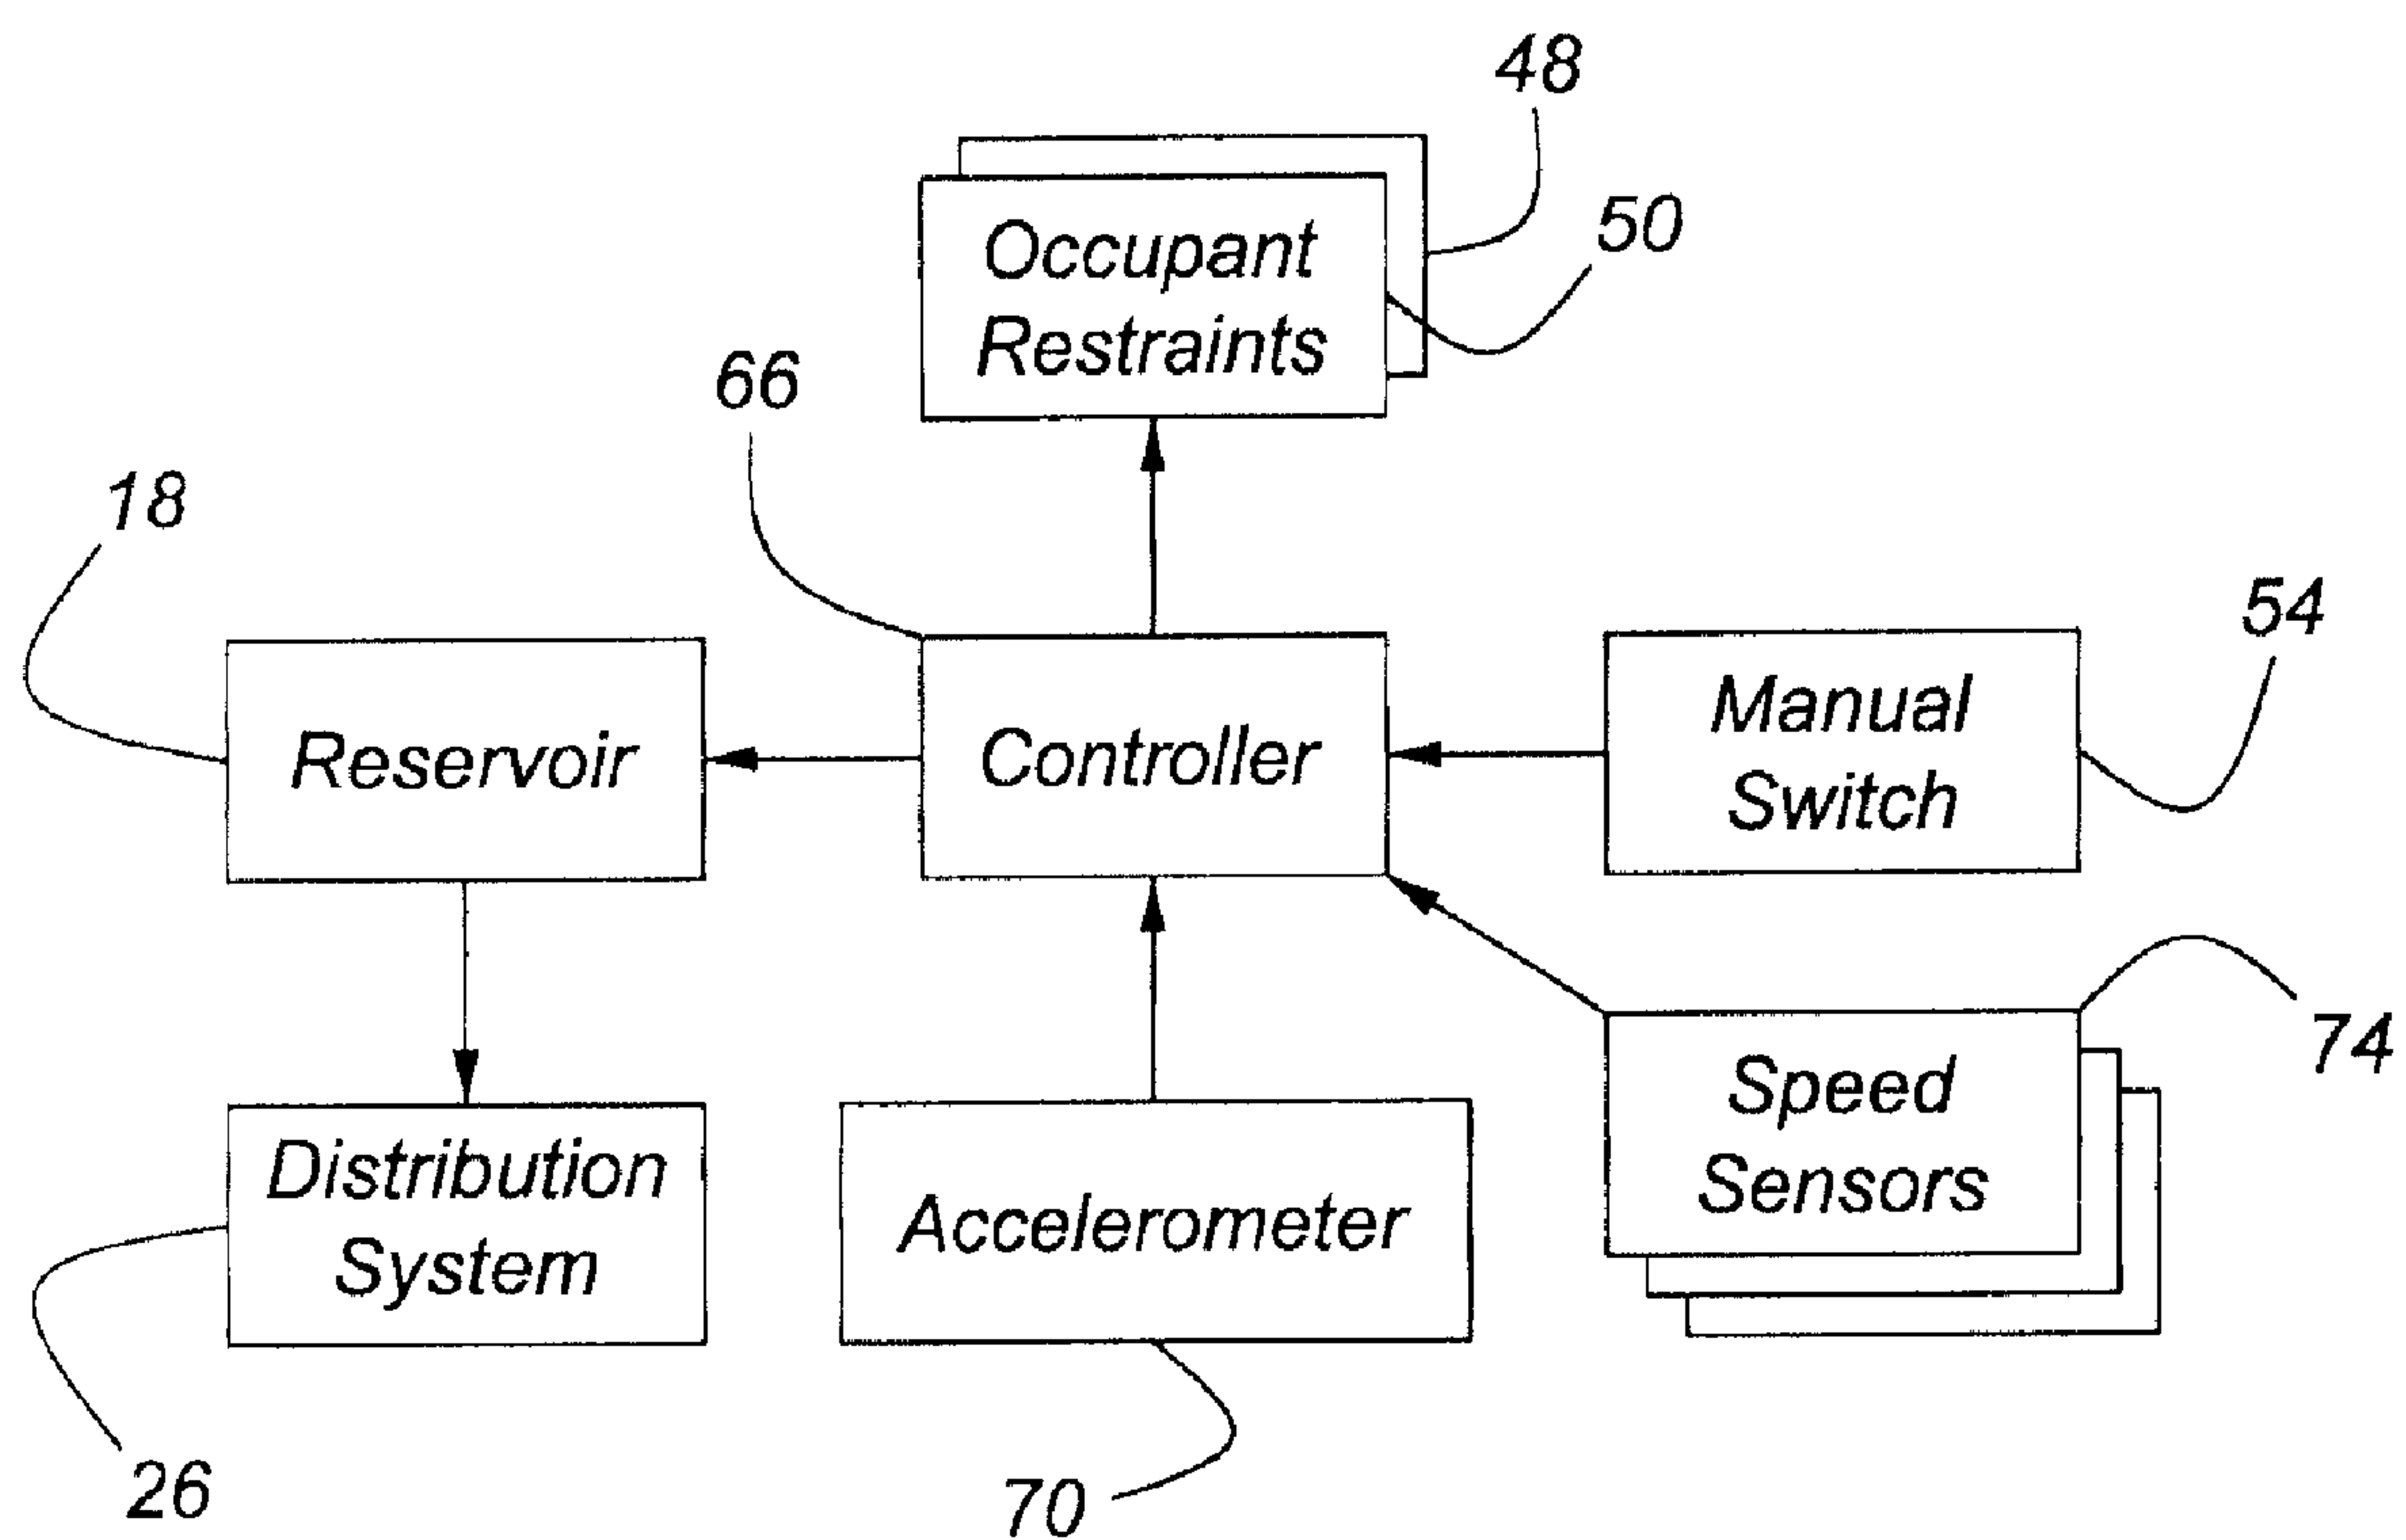 48
Occupant
Restraints
50
66
18
54
Reservoir
Controller
Manual
Switch
74
Speed
Sensors
Distribution
System
Accelerometer
26
70